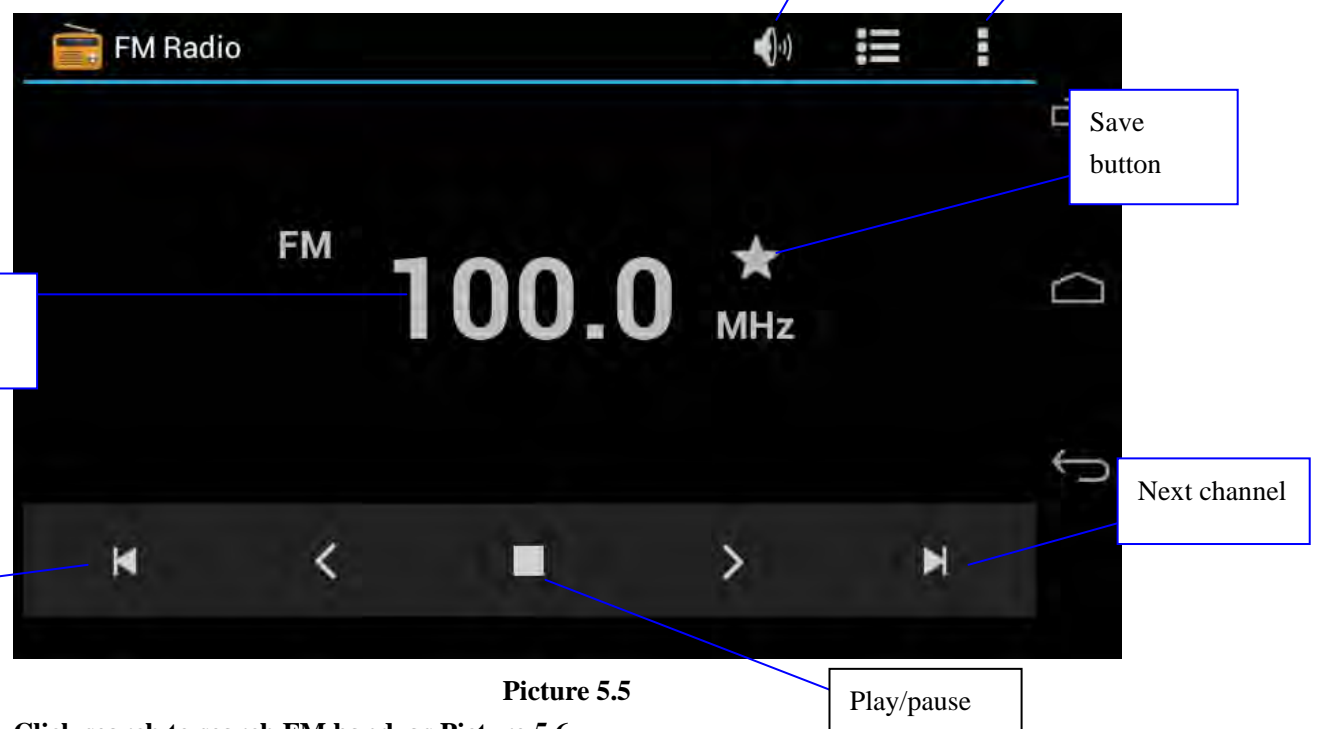 FM Radio
Save
button
FM
100.0
MHz
Next channel
Picture 5.5
Play/pause